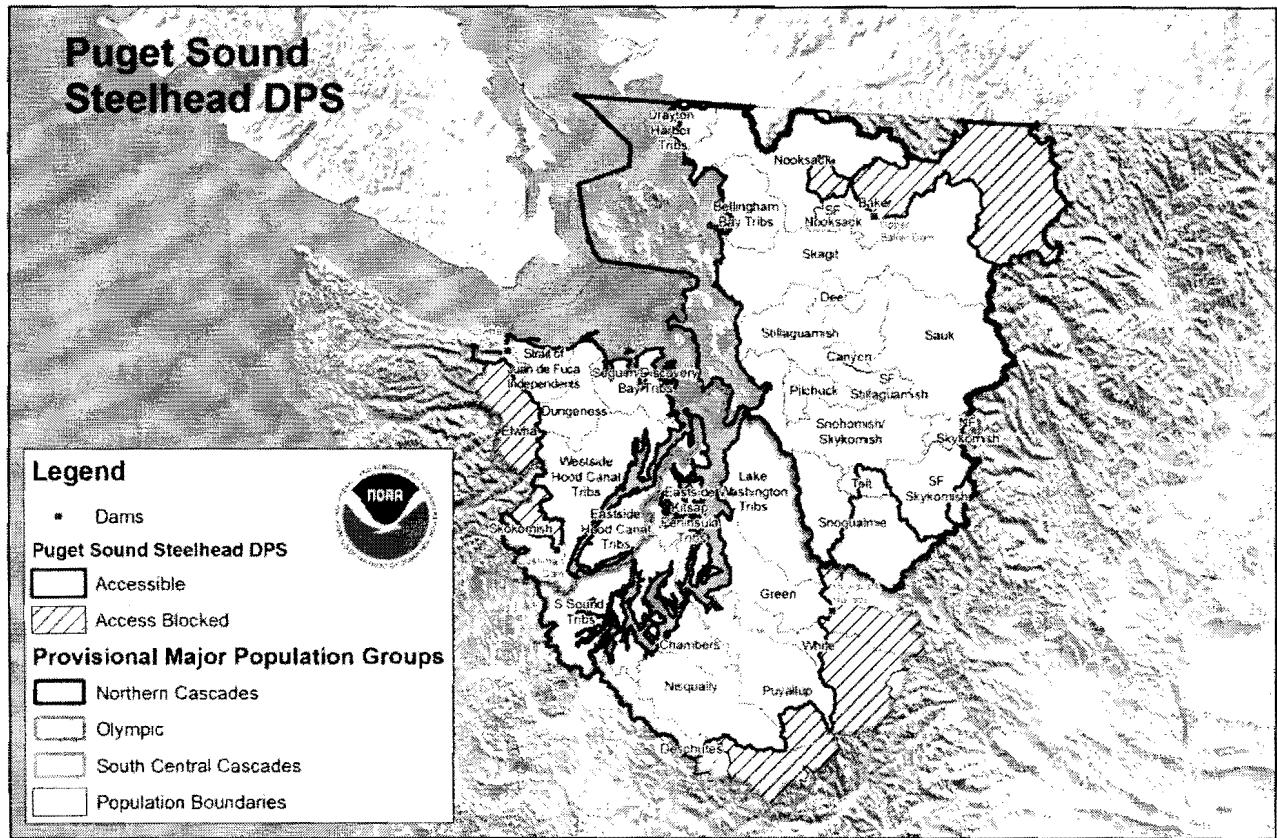 Puget Sound
Steelhead DPS
Drayton
Harbor
Tribs
Nooksack
Bellingham
Bay Tribs
SF
Nooksack
Baker
Upper
Baker Dam
Skagit
Deer
Stillaguamish
Sauk
Canyon
Pilchuck
SF
Stillaguamish
Snohomish/
Skykomish
NF
Skykomish
Tolt
SF
Skykomish
Snoqualmie
Strait of
Juan de Fuca
Independents
Sequim/Discovery
Bay Tribs
Dungeness
Elwha
Westside
Hood Canal
Tribs
Eastside
Hood Canal
Tribs
Eastside
Kitsap
Peninsula
Tribs
Lake
Washington
Tribs
Skokomish
S Sound
Tribs
Green
Chambers
White
Nisqually
Puyallup
Deschutes
Legend
Dams
Puget Sound Steelhead DPS
Accessible
Access Blocked
Provisional Major Population Groups
Northern Cascades
Olympic
South Central Cascades
Population Boundaries
NOAA